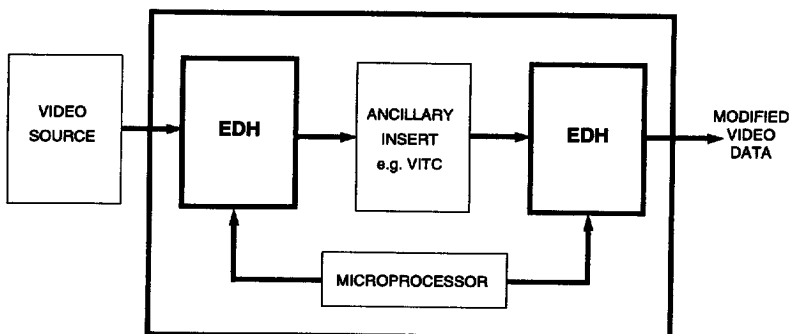 VIDEO
SOURCE
EDH
ANCILLARY
INSERT
e.g. VITC
EDH
MODIFIED
VIDEO
DATA
MICROPROCESSOR